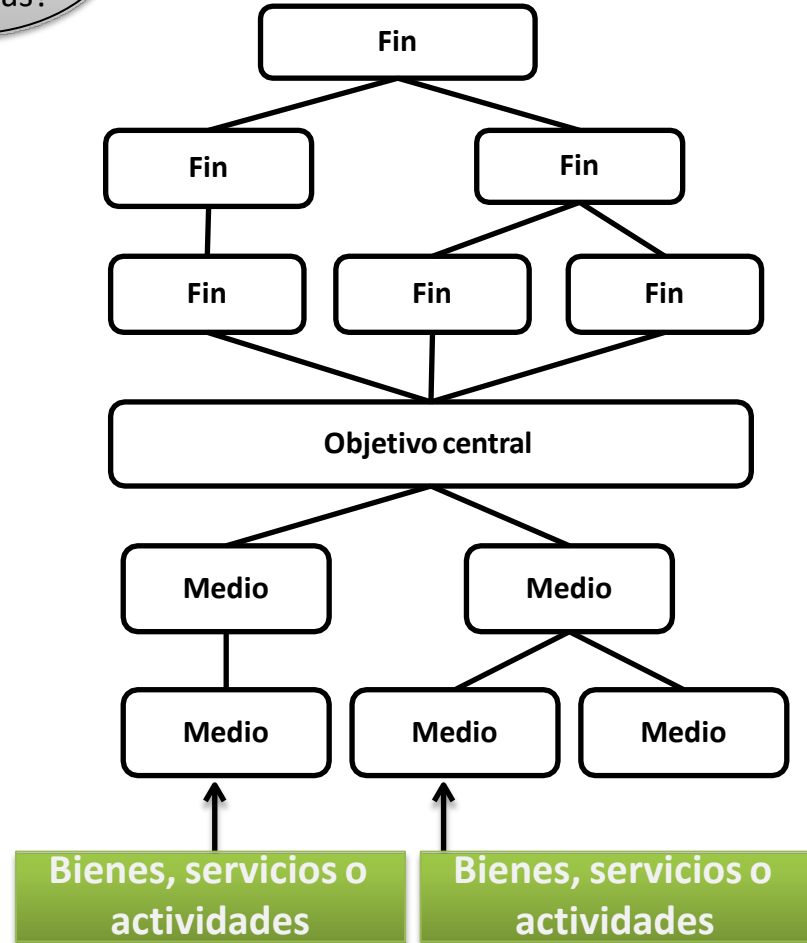 as?
Fin
Fin
Fin
Fin
Fin
Fin
Objetivo central
Medio
Medio
Medio
Medio
Medio
Bienes, servicios o
actividades
Bienes, servicios o
actividades